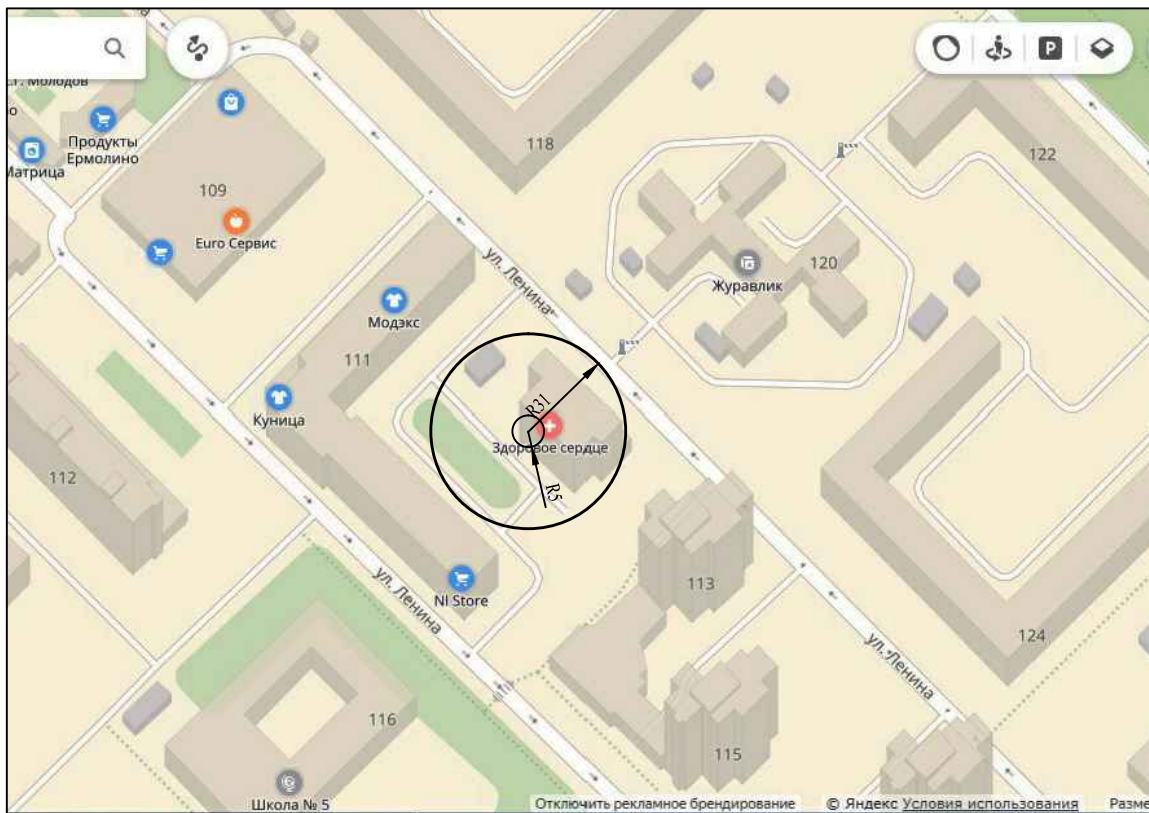 P
г. Молодов
Продукты
Ермолино
Матрица
109
118
122
Euro Сервис
ул. Ленина
120
Журавлик
Модэкс
111
R31
Куница
Здоровое сердце
112
R5
ул. Ленина
NI Store
113
124
ул. Ленина
116
115
Школа № 5
Отключить рекламное брендирование
© Яндекс Условия использования
Разме